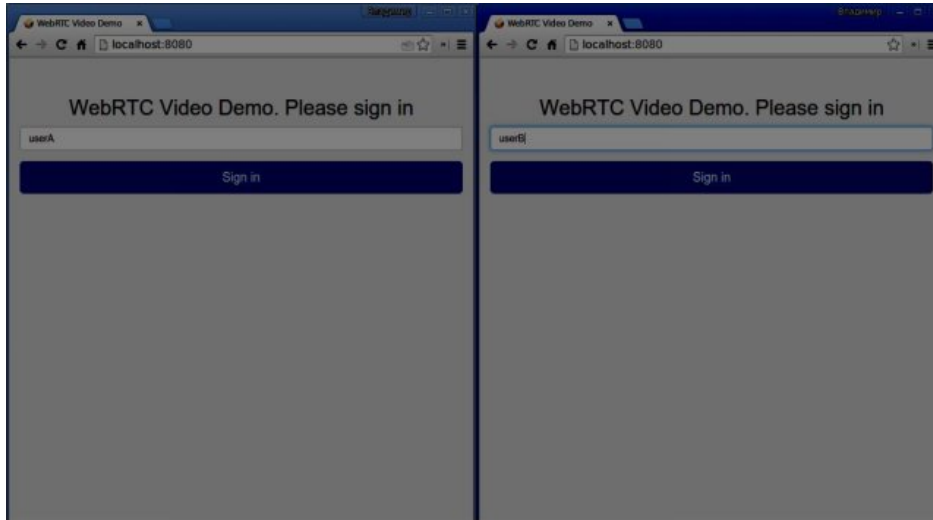 WebRTC Video Demo
localhost:8080
WebRTC Video Demo. Please sign in
userA
Sign in
Владимир
WebRTC Video Demo
localhost:8080
WebRTC Video Demo. Please sign in
userB
Sign in